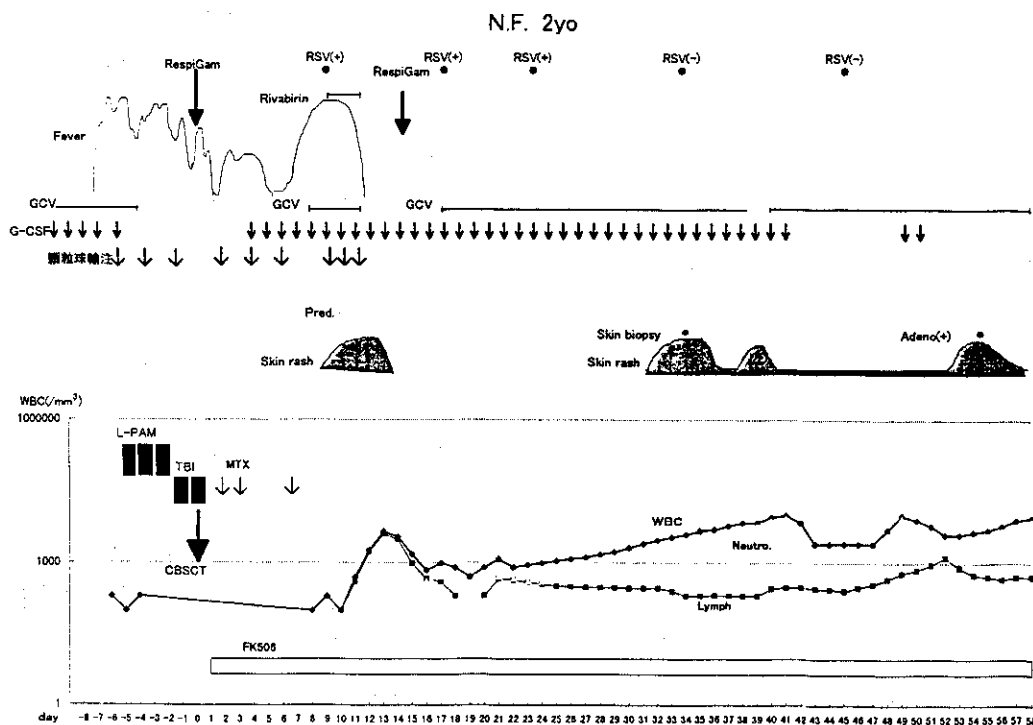 N.F. 2yo
RSV(+) RSV(+) RSV(+) RSV(-) RSV(-)
RespiGam RespiGam
Rivabirin
Fever
GCV GCV GCV
G-CSF
顆粒球輸注
Pred.
Skin rash
Skin biopsy
Skin rash
Adeno(+)
WBC(/mm³)
1000000
L-PAM
TBI MTX
WBC
Neutro.
1000
CBSCT
Lymph
FK506
1
day -8 -7 -6 -5 -4 -3 -2 -1 0 1 2 3 4 5 6 7 8 9 10 11 12 13 14 15 16 17 18 19 20 21 22 23 24 25 26 27 28 29 30 31 32 33 34 35 36 37 38 39 40 41 42 43 44 45 46 47 48 49 50 51 52 53 54 55 56 57 58